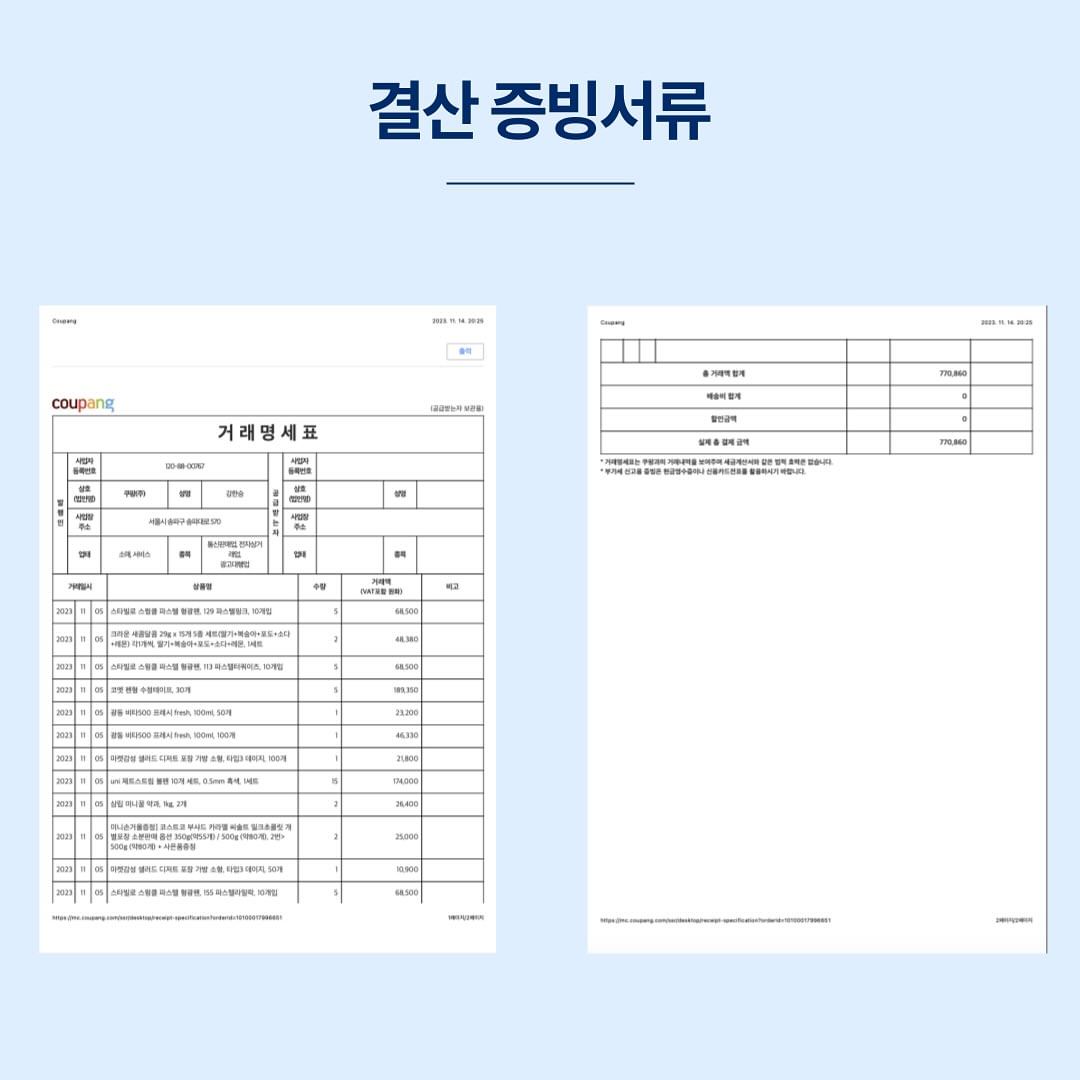 결산 증빙서류
Coupang 2023. 11. 14. 20:25
출력
coupang (공급받는자 보관용)
거 래 명 세 표
발행인
사업자
등록번호 120-88-00767
상호
(법인명) 쿠팡(주) 성명 강한승
사업장
주소 서울시 송파구 송파대로 570
업태 소매, 서비스 종목 통신판매업, 전자상거
래업,
광고대행업
공급받는자
사업자
등록번호
상호
(법인명) 성명
사업장
주소
업태 종목
거래일시 상품명 수량 거래액
(VAT포함 원화) 비고
2023 11 05 스타빌로 스윙쿨 파스텔 형광펜, 129 파스텔핑크, 10개입 5 68,500
2023 11 05 크라운 새콤달콤 29g x 15개 5종 세트(딸기+복숭아+포도+소다
+레몬) 각1개씩, 딸기+복숭아+포도+소다+레몬, 1세트 2 48,380
2023 11 05 스타빌로 스윙쿨 파스텔 형광펜, 113 파스텔터쿼이즈, 10개입 5 68,500
2023 11 05 코멧 펜형 수정테이프, 30개 5 189,350
2023 11 05 광동 비타500 프레시 fresh, 100ml, 50개 1 23,200
2023 11 05 광동 비타500 프레시 fresh, 100ml, 100개 1 46,330
2023 11 05 마켓감성 샐러드 디저트 포장 가방 소형, 타입3 데이지, 100개 1 21,800
2023 11 05 uni 제트스트림 볼펜 10개 세트, 0.5mm 흑색, 1세트 15 174,000
2023 11 05 삼립 미니꿀 약과, 1kg, 2개 2 26,400
2023 11 05 미니손거울증정] 코스트코 부샤드 카라멜 씨솔트 밀크초콜릿 개
별포장 소분판매 옵션 350g(약55개) / 500g (약80개), 2번>
500g (약80개) + 사은품증정 2 25,000
2023 11 05 마켓감성 샐러드 디저트 포장 가방 소형, 타입3 데이지, 50개 1 10,900
2023 11 05 스타빌로 스윙쿨 파스텔 형광펜, 155 파스텔라일락, 10개입 5 68,500
https://mc.coupang.com/ssr/desktop/receipt-specification?orderId=10100017996651 1페이지/2페이지
Coupang 2023. 11. 14. 20:25
총 거래액 합계 770,860
배송비 합계 0
할인금액 0
실제 총 결제 금액 770,860
* 거래명세표는 쿠팡과의 거래내역을 보여주며 세금계산서와 같은 법적 효력은 없습니다.
* 부가세 신고용 증빙은 현금영수증이나 신용카드전표를 활용하시기 바랍니다.
https://mc.coupang.com/ssr/desktop/receipt-specification?orderId=10100017996651 2페이지/2페이지